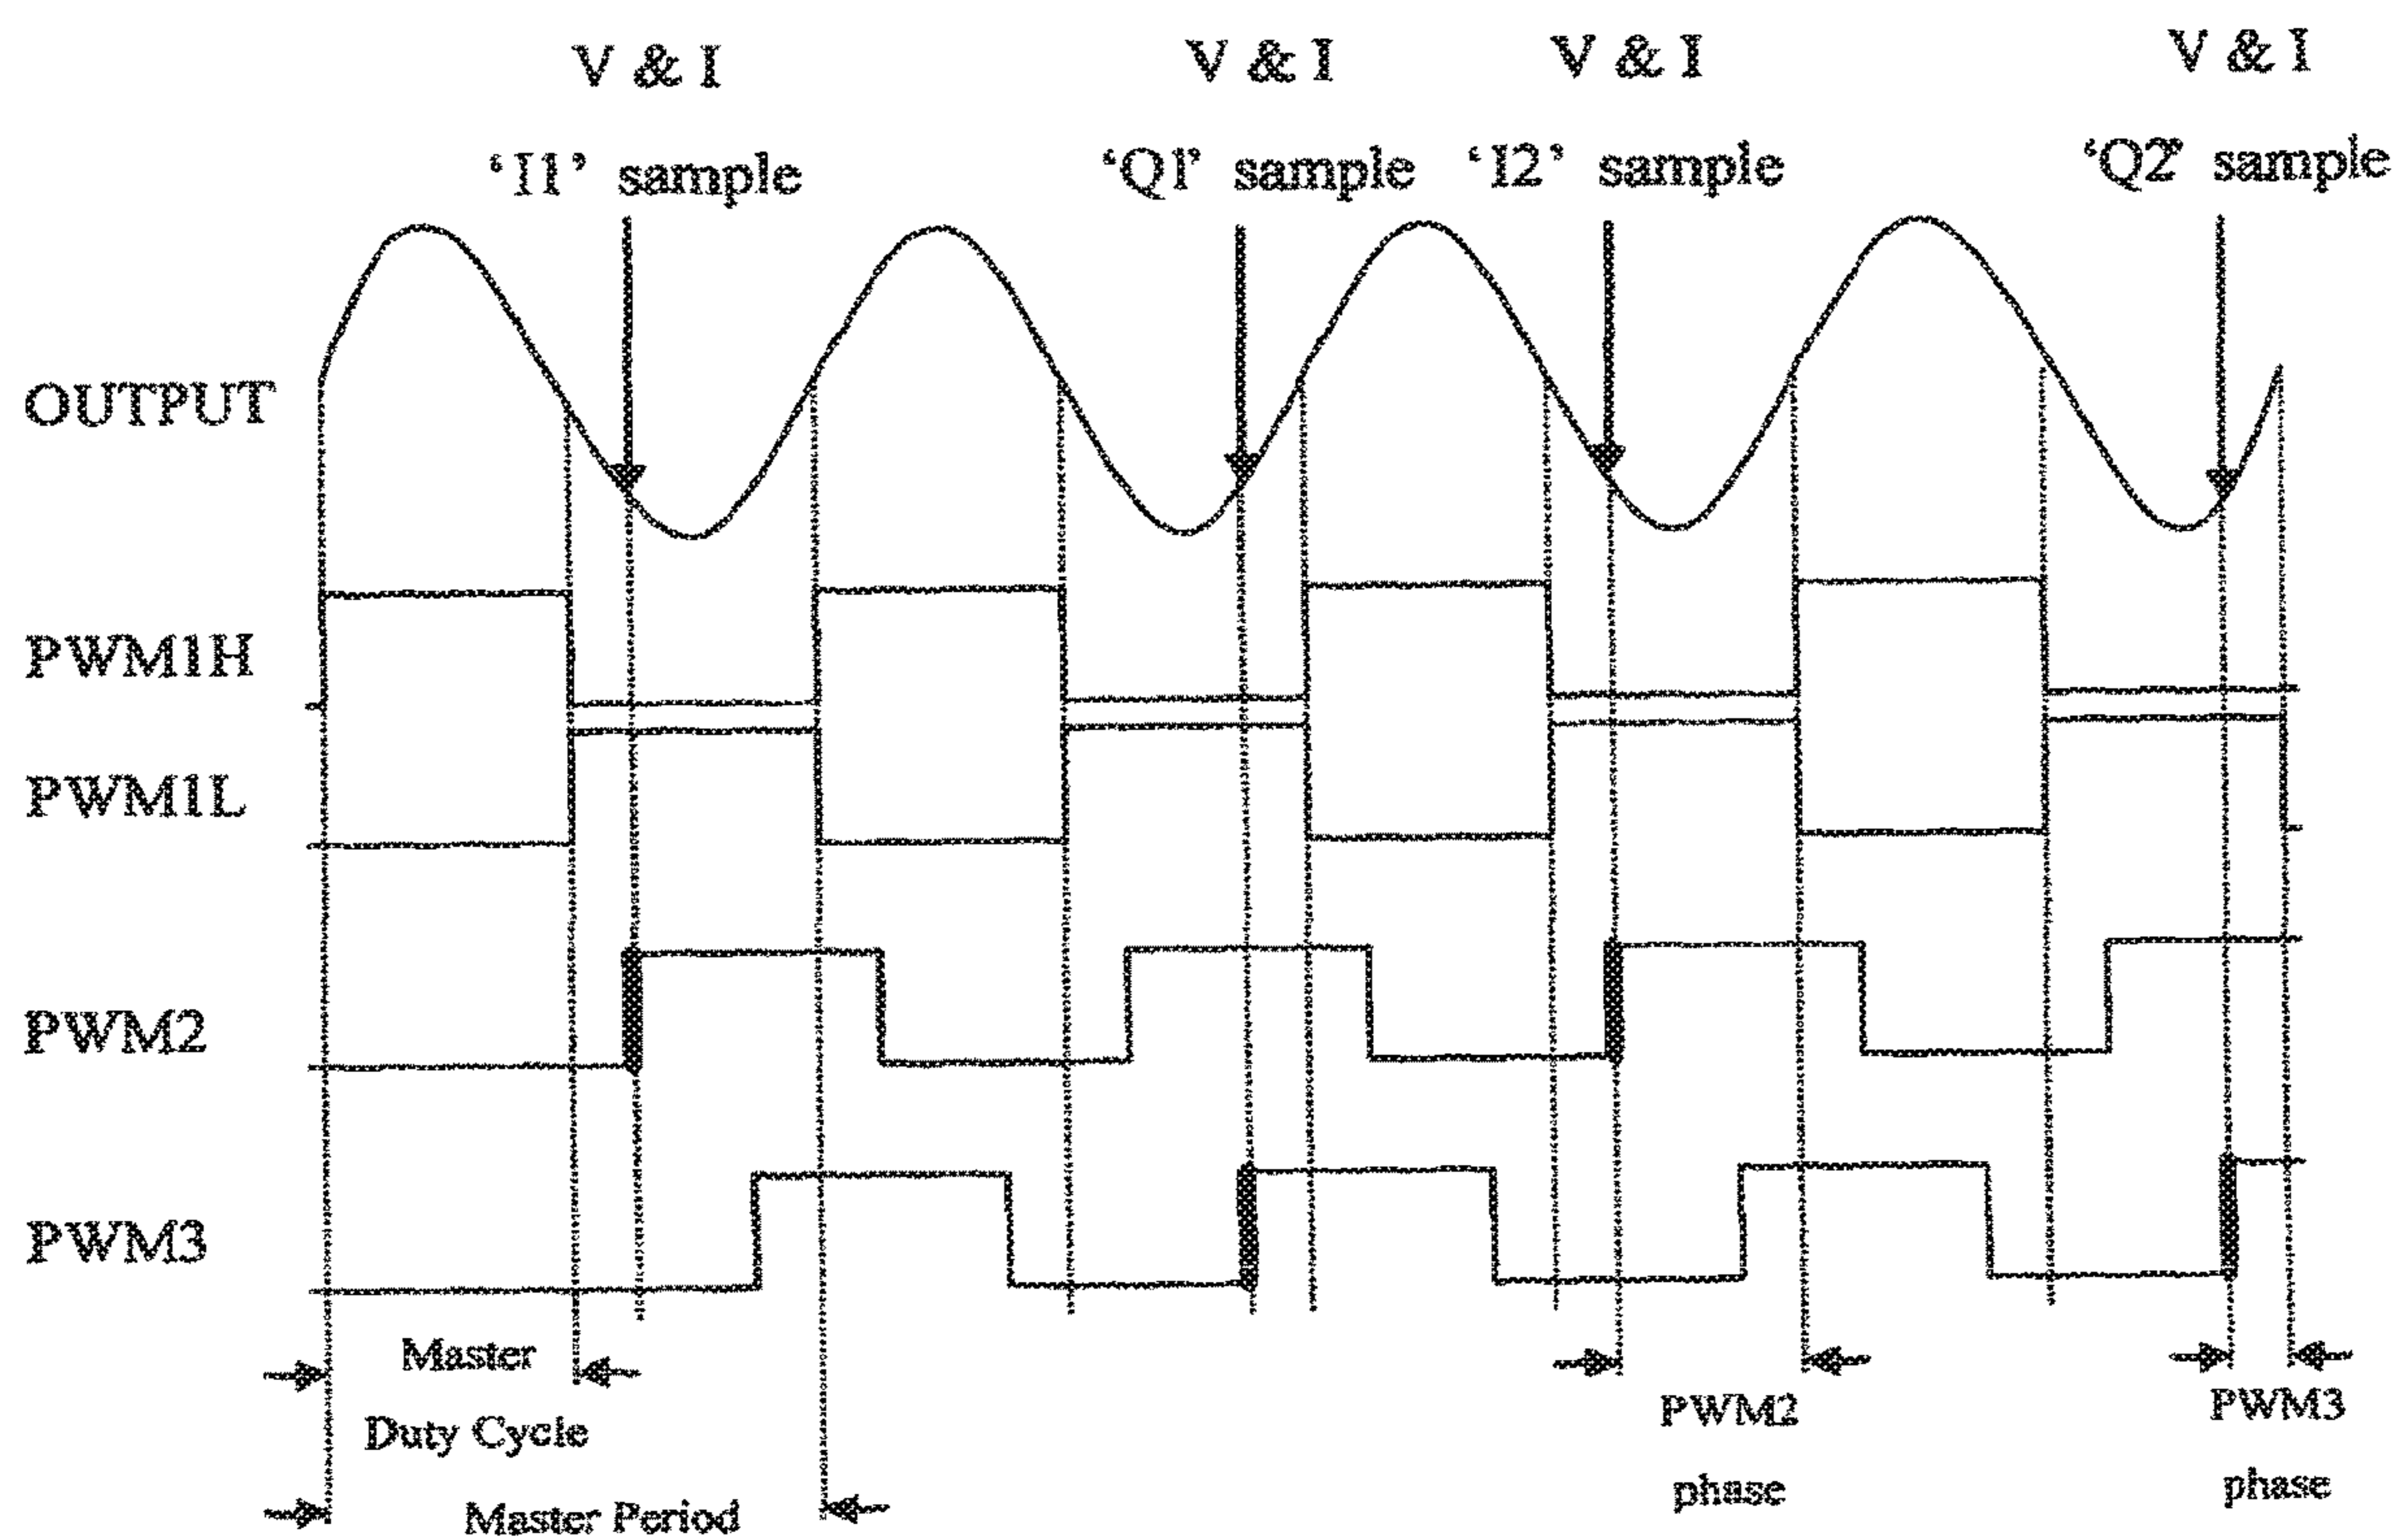 V & I
V & I
V & I
V & I
‘I1’ sample
‘Q1’ sample
‘I2’ sample
‘Q2’ sample
OUTPUT
PWM1H
PWM1L
PWM2
PWM3
Master
Duty Cycle
Master Period
PWM2
phase
PWM3
phase